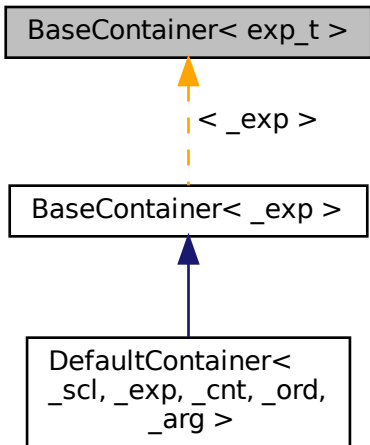 BaseContainer< exp_t >
< _exp >
BaseContainer< _exp >
DefaultContainer<
_scl, _exp, _cnt, _ord,
_arg >